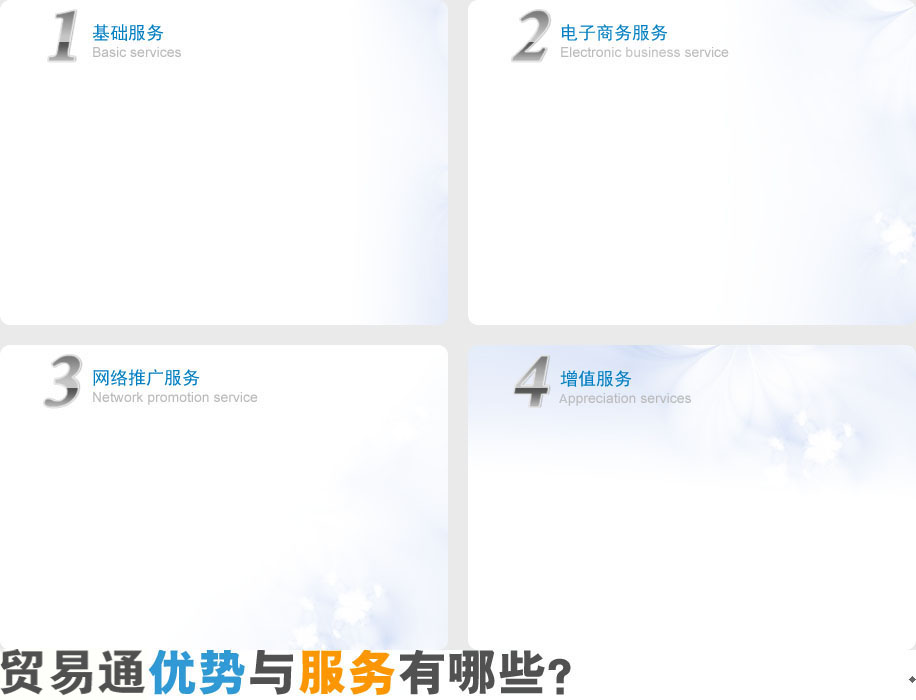 1 基础服务
Basic services
2 电子商务服务
Electronic business service
3 网络推广服务
Network promotion service
4 增值服务
Appreciation services
贸易通优势与服务有哪些?